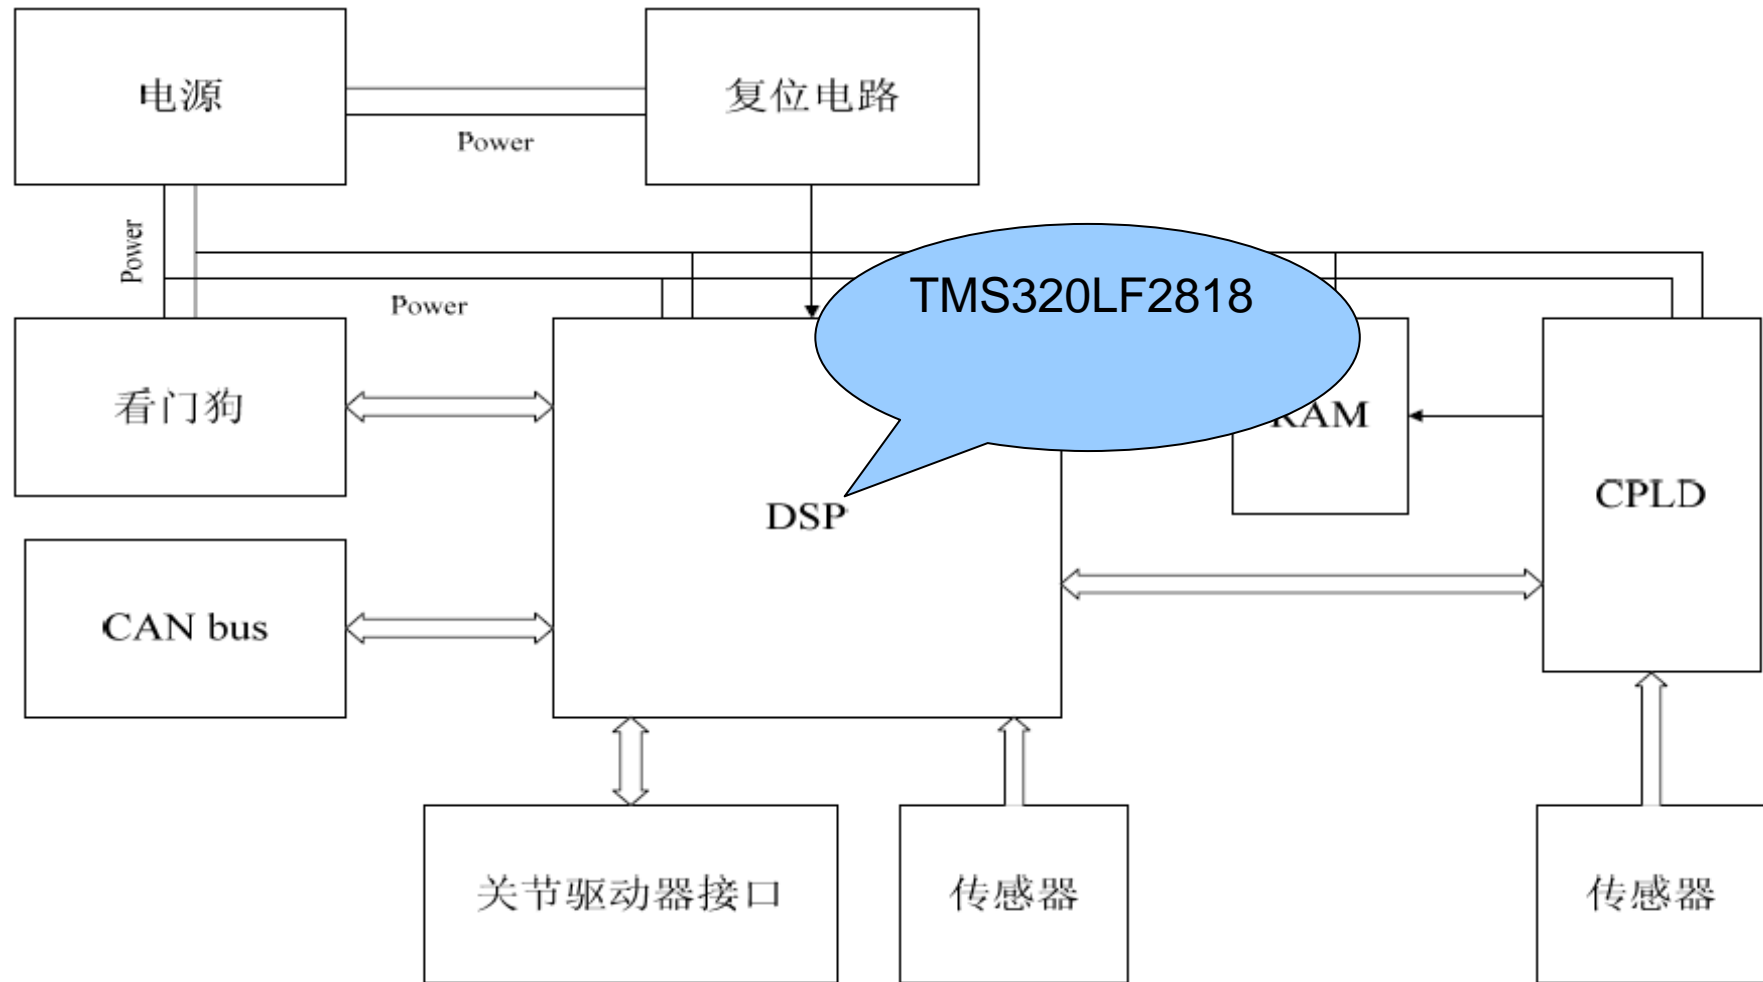 电源
复位电路
Power
Power
Power
TMS320LF2818
看门狗
RAM
CPLD
DSP
CAN bus
关节驱动器接口
传感器
传感器